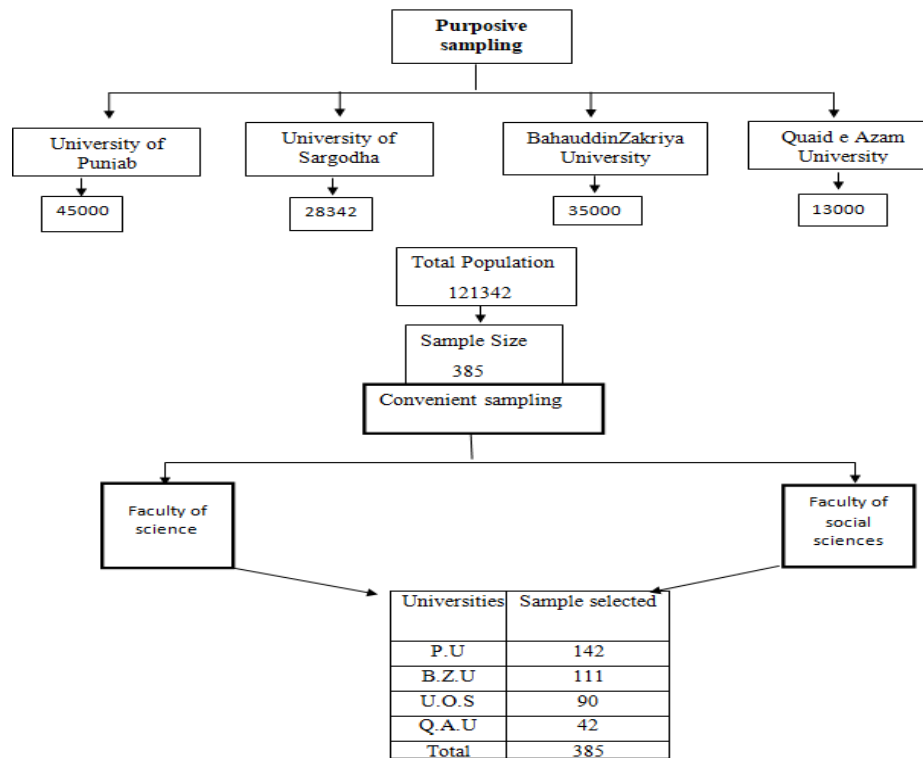 Purposive
sampling
University of
Punjab
University of
Sargodha
BahauddinZakriya
University
Quaid e Azam
University
45000
28342
35000
13000
Total Population
121342
Sample Size
385
Convenient sampling
Faculty of
science
Faculty of
social
sciences
Universities Sample selected
P.U 142
B.Z.U 111
U.O.S 90
Q.A.U 42
Total 385